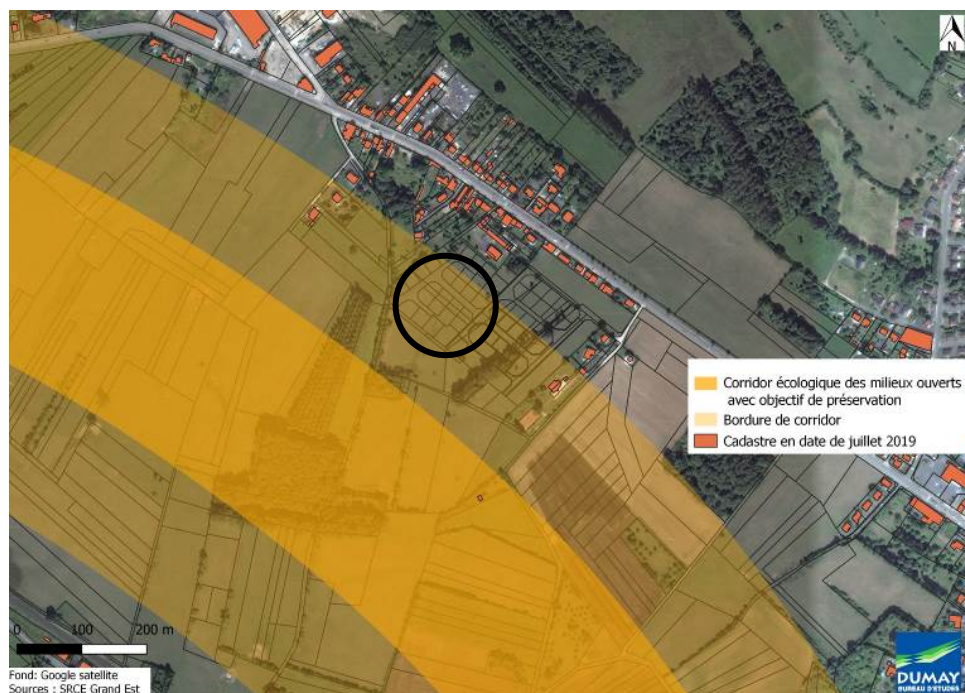 N
Corridor écologique des milieux ouverts
avec objectif de préservation
Bordure de corridor
Cadastre en date de juillet 2019
0 100 200 m
Fond: Google satellite
Sources : SRCE Grand Est
DUMAY
BUREAU D'ÉTUDES